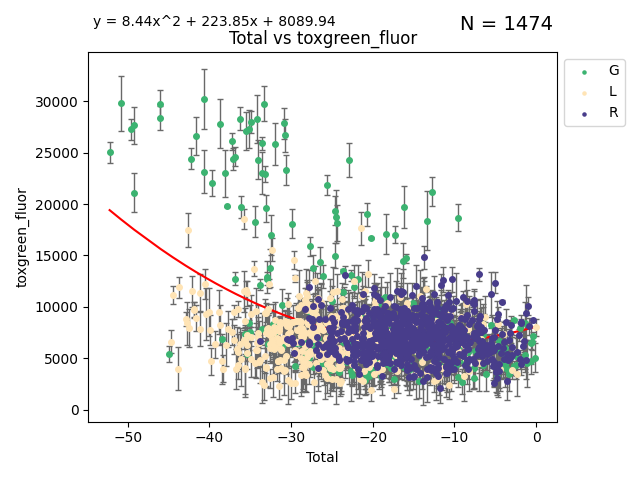 y = 8.44x^2 + 223.85x + 8089.94
N = 1474
Total vs toxgreen_fluor
30000
25000
20000
15000
10000
5000
0
toxgreen_fluor
−50
−40
−30
−20
−10
0
Total
G
L
R